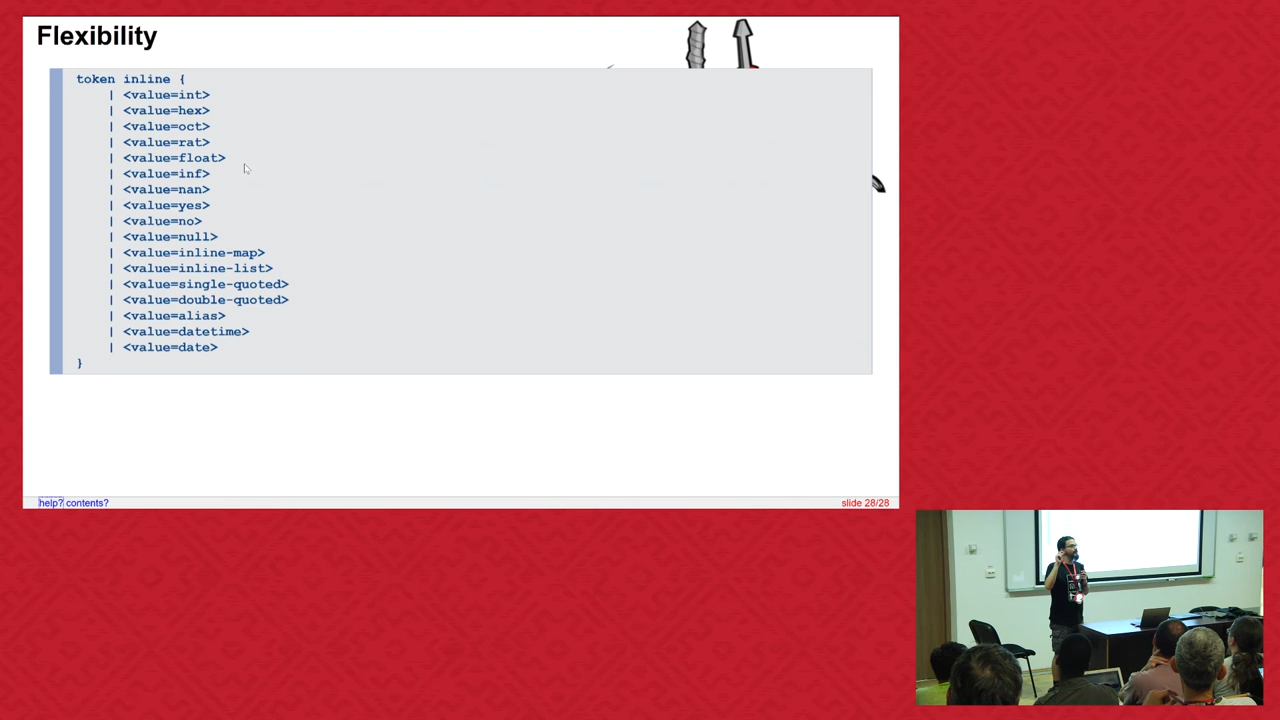 Flexibility
token inline {
| <value=int>
| <value=hex>
| <value=oct>
| <value=rat>
| <value=float>
| <value=inf>
| <value=nan>
| <value=yes>
| <value=no>
| <value=null>
| <value=inline-map>
| <value=inline-list>
| <value=single-quoted>
| <value=double-quoted>
| <value=alias>
| <value=datetime>
| <value=date>
}
help? contents?
slide 28/28